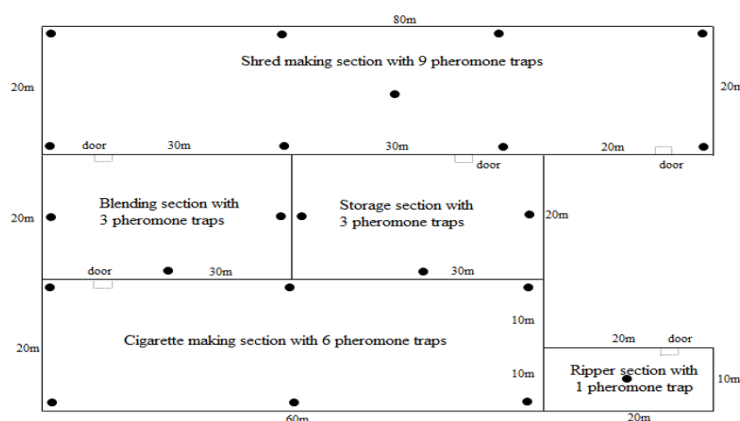 80m
Shred making section with 9 pheromone traps
20m
20m
door
30m
30m
20m
door
door
Blending section with
3 pheromone traps
Storage section with
3 pheromone traps
20m
20m
door
30m
30m
10m
Cigarette making section with 6 pheromone traps
20m
20m
door
10m
Ripper section with
1 pheromone trap
10m
60m
20m